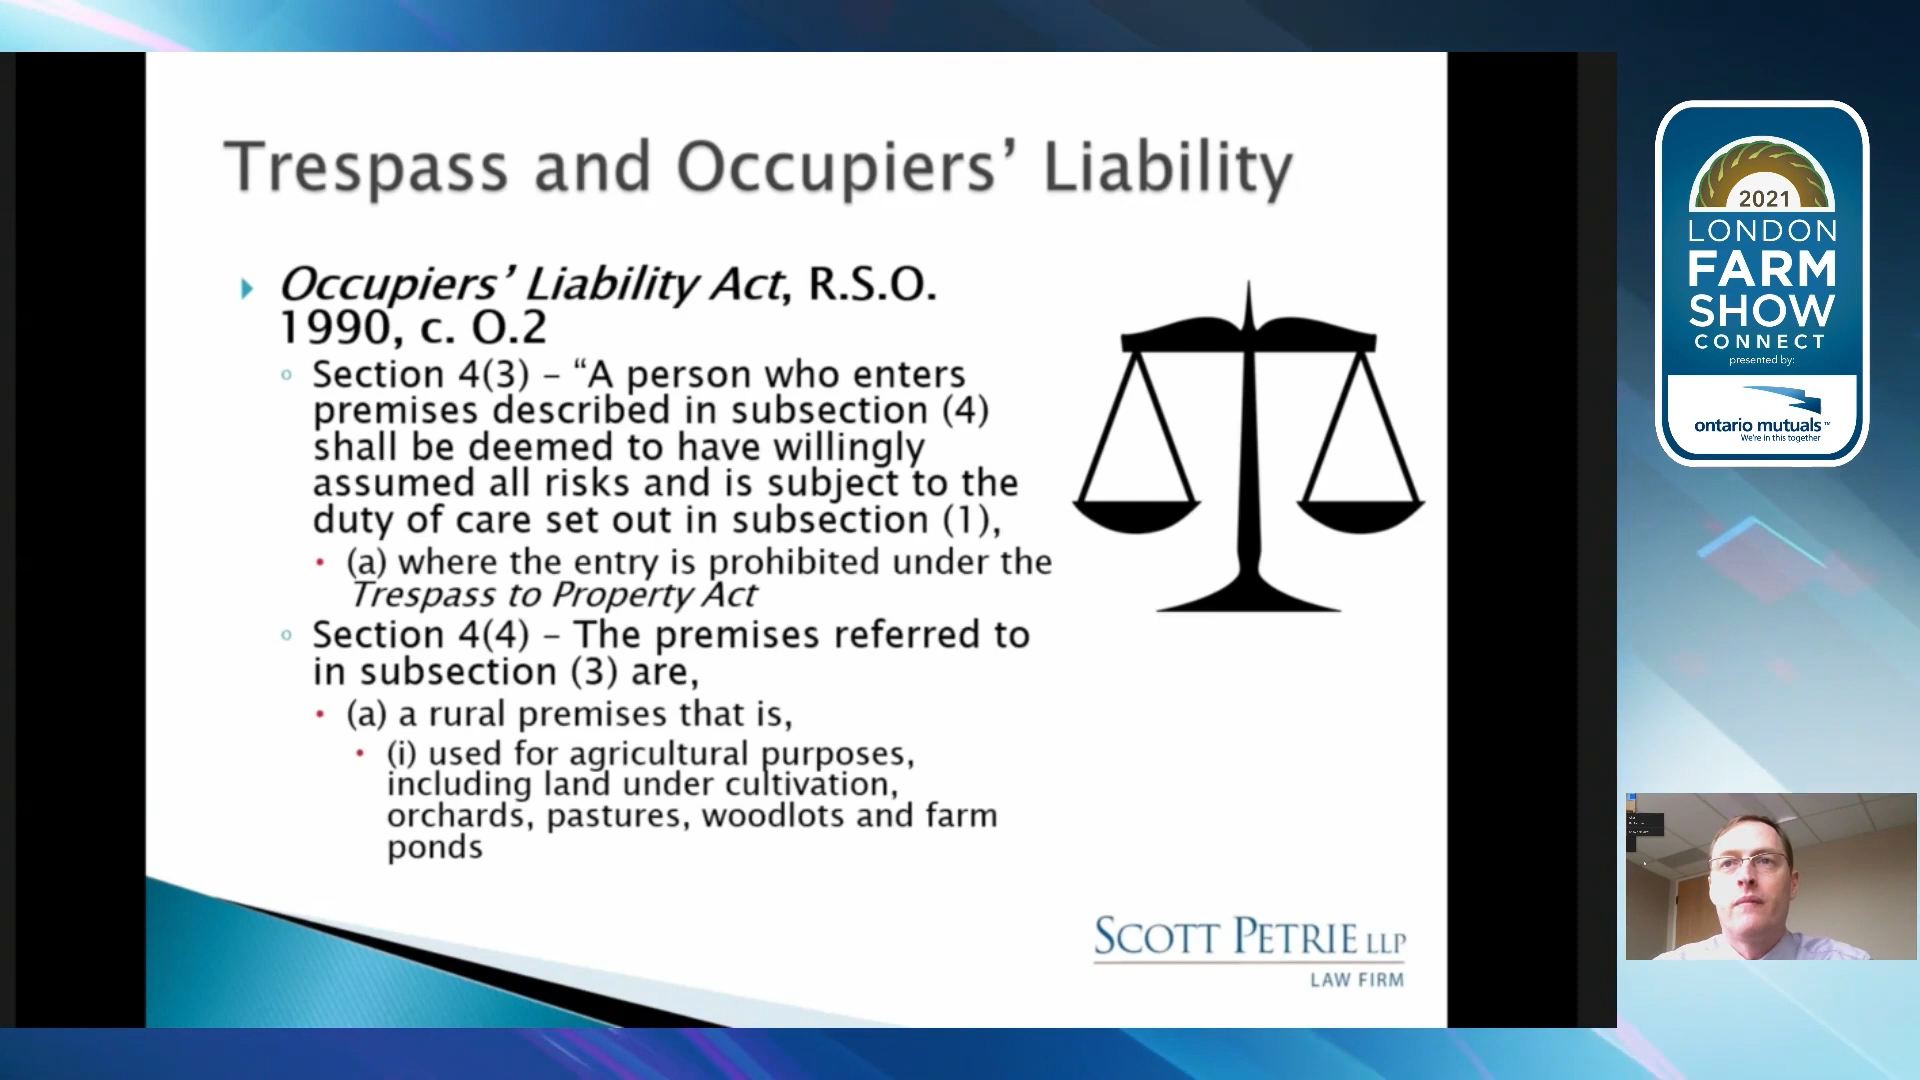 Trespass and Occupiers’ Liability
Occupiers’ Liability Act, R.S.O.
1990, c. O.2
Section 4(3) – “A person who enters
premises described in subsection (4)
shall be deemed to have willingly
assumed all risks and is subject to the
duty of care set out in subsection (1),
(a) where the entry is prohibited under the
Trespass to Property Act
Section 4(4) – The premises referred to
in subsection (3) are,
(a) a rural premises that is,
(i) used for agricultural purposes,
including land under cultivation,
orchards, pastures, woodlots and farm
ponds
SCOTT PETRIE LLP
LAW FIRM
2021
LONDON
FARM
SHOW
CONNECT
presented by:
ontario mutuals™
We're in this together